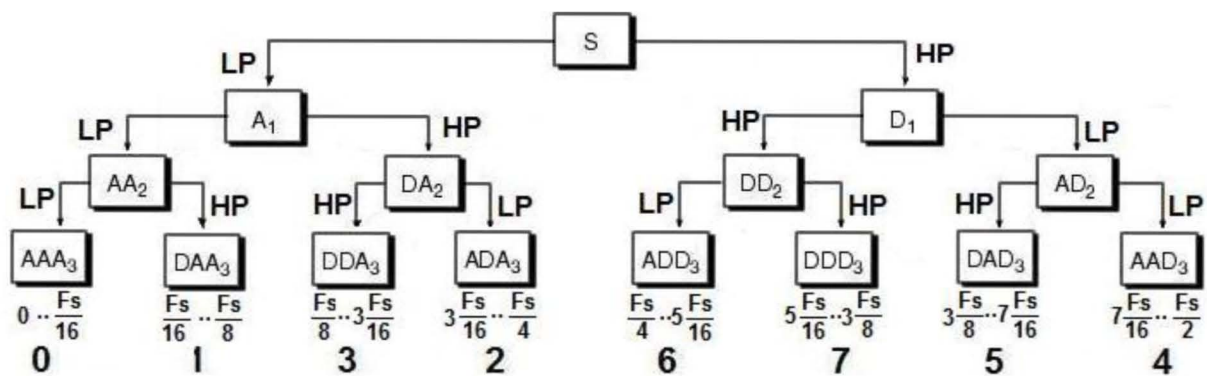 S
LP HP
A₁ D₁
LP HP HP LP
AA₂ DA₂ DD₂ AD₂
LP HP HP LP LP HP HP LP
AAA₃ DAA₃ DDA₃ ADA₃ ADD₃ DDD₃ DAD₃ AAD₃
0 ·· Fs/16 Fs/16 ·· Fs/8 Fs/8 ·· 3 Fs/16 3 Fs/16 ·· Fs/4 Fs/4 ·· 5 Fs/16 5 Fs/16 ·· 3 Fs/8 3 Fs/8 ·· 7 Fs/16 7 Fs/16 ·· Fs/2
0 1 3 2 6 7 5 4